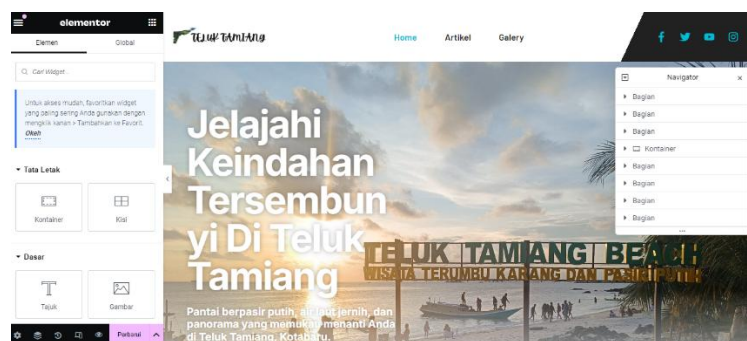 elementor
Elemen Global
Cari Widget
Untuk akses mudah, favoritkan widget
yang paling sering Anda gunakan dengan
mengklik kanan > Tambahkan ke Favorit.
Okeh
Tata Letak
Kontainer Kisi
Dasar
Tajuk Gambar
Perbarui
TELUK TAMIANG
Home Artikel Galery
Jelajahi
Keindahan
Tersembun
yi Di Teluk
Tamiang
Pantai berpasir putih, air laut jernih, dan
panorama yang memukau menanti Anda
di Teluk Tamiang, Kotabaru.
TELUK TAMIANG BEACH
WISATA TERUMBU KARANG DAN PASIR PUTIH
Navigator
Bagian
Bagian
Bagian
Kontainer
Bagian
Bagian
Bagian